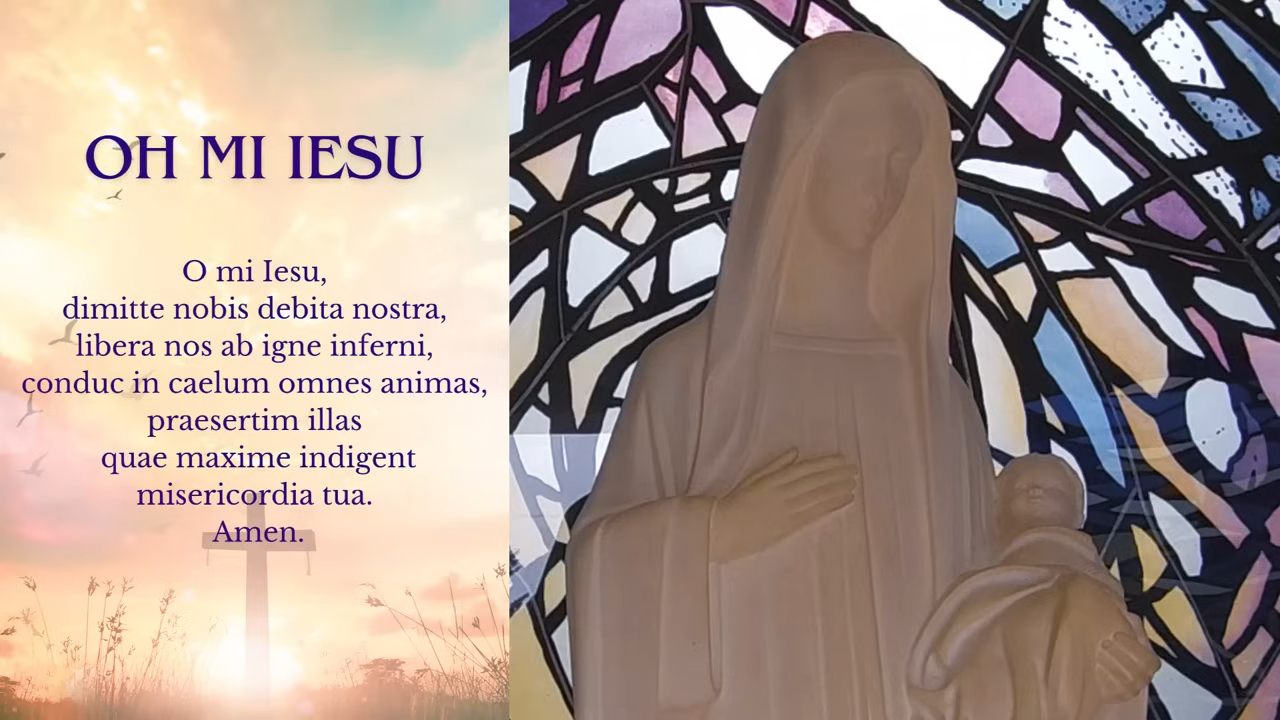 OH MI IESU
O mi Iesu,
dimitte nobis debita nostra,
libera nos ab igne inferni,
conduc in caelum omnes animas,
praesertim illas
quae maxime indigent
misericordia tua.
Amen.